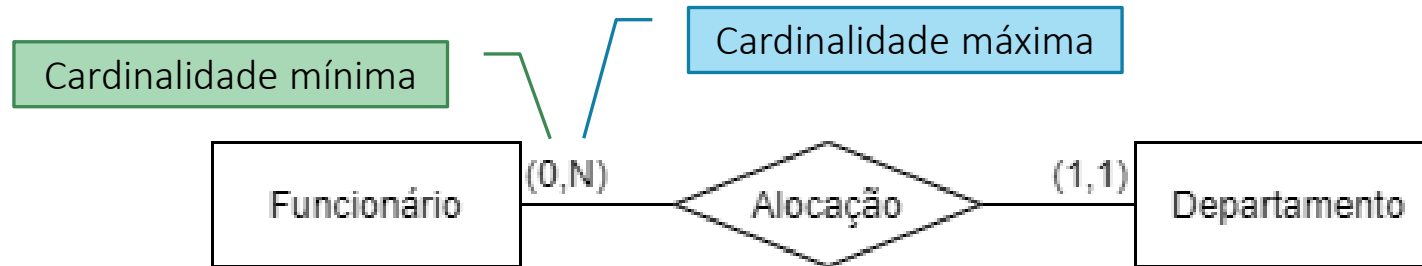 Cardinalidade máxima
Cardinalidade mínima
(0,N)
(1,1)
Funcionário
Alocação
Departamento